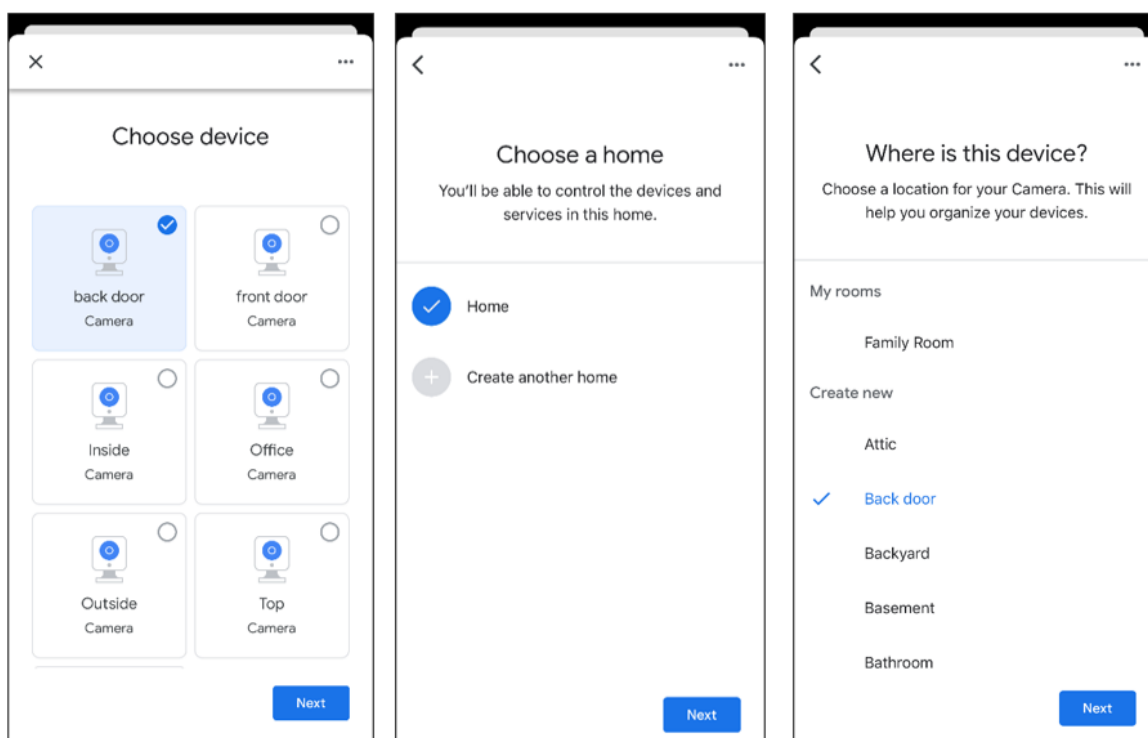 Choose device
back door
Camera
front door
Camera
Inside
Camera
Office
Camera
Outside
Camera
Top
Camera
Next
Choose a home
You'll be able to control the devices and
services in this home.
Home
Create another home
Next
Where is this device?
Choose a location for your Camera. This will
help you organize your devices.
My rooms
Family Room
Create new
Attic
Back door
Backyard
Basement
Bathroom
Next